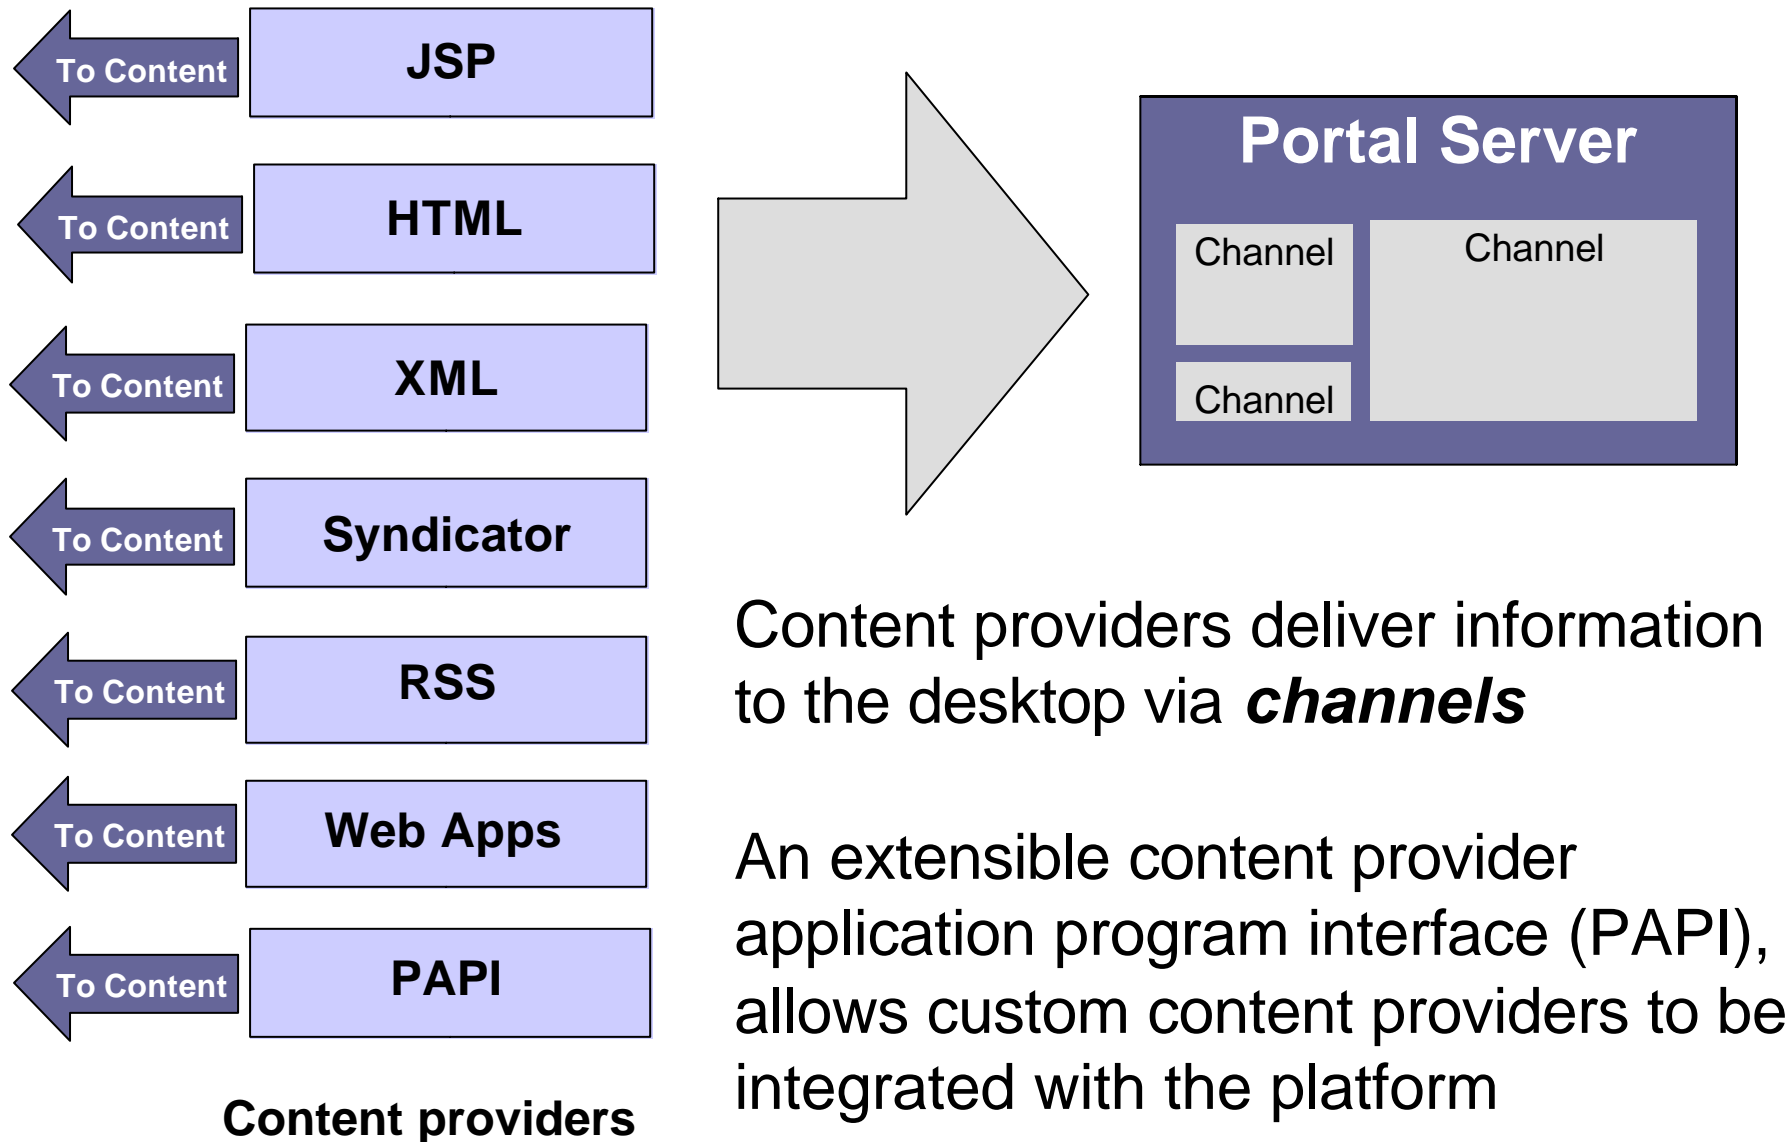 To Content
JSP
To Content
HTML
To Content
XML
To Content
Syndicator
To Content
RSS
To Content
Web Apps
To Content
PAPI
Content providers
Portal Server
Channel
Channel
Channel
Content providers deliver information
to the desktop via channels
An extensible content provider
application program interface (PAPI),
allows custom content providers to be
integrated with the platform